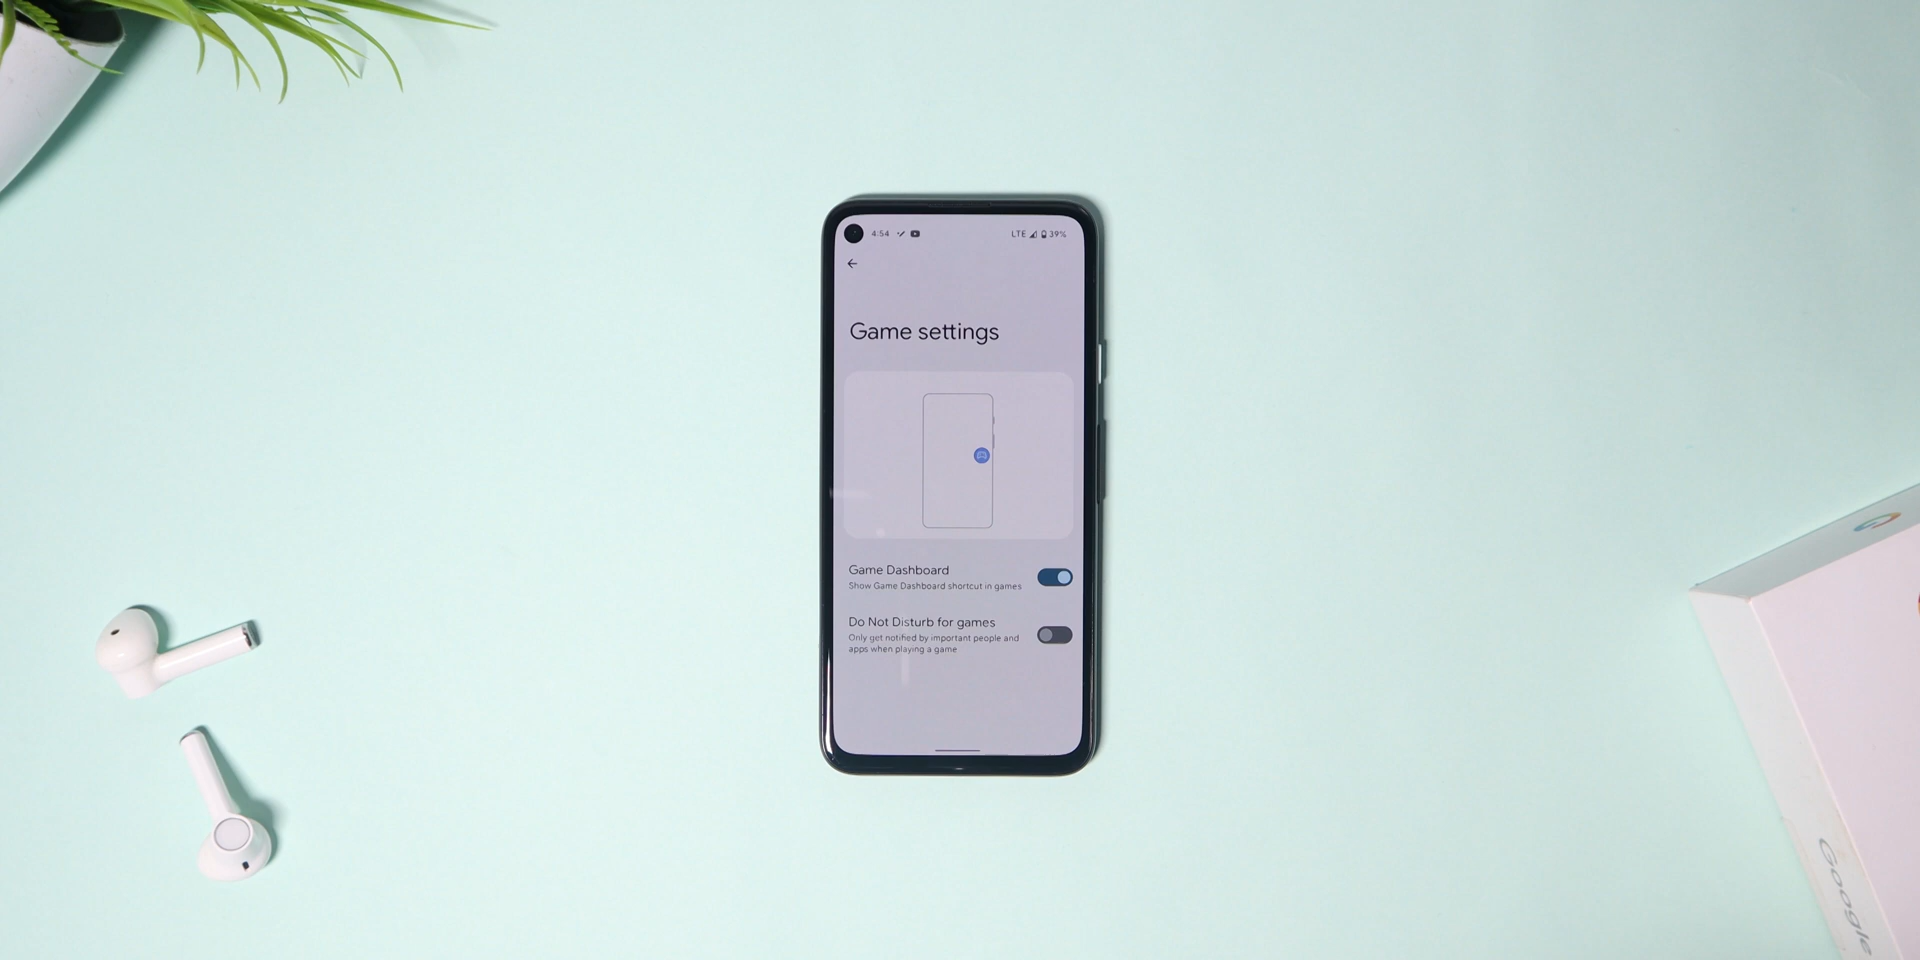 4:54
LTE 39%
Game settings
Game Dashboard
Show Game Dashboard shortcut in games
Do Not Disturb for games
Only get notified by important people and
apps when playing a game
Google